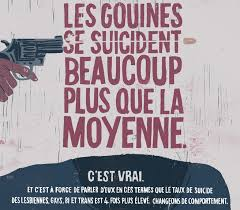 LES GOUINES
SE SUICIDENT
BEAUCOUP
PLUS QUE LA
MOYENNE.
C'EST VRAI.
ET C'EST À FORCE DE PARLER D'EUX EN CES TERMES QUE LE TAUX DE SUICIDE
DES LESBIENNES, GAYS, BI ET TRANS EST 4 FOIS PLUS ÉLEVÉ. CHANGEONS DE COMPORTEMENT.